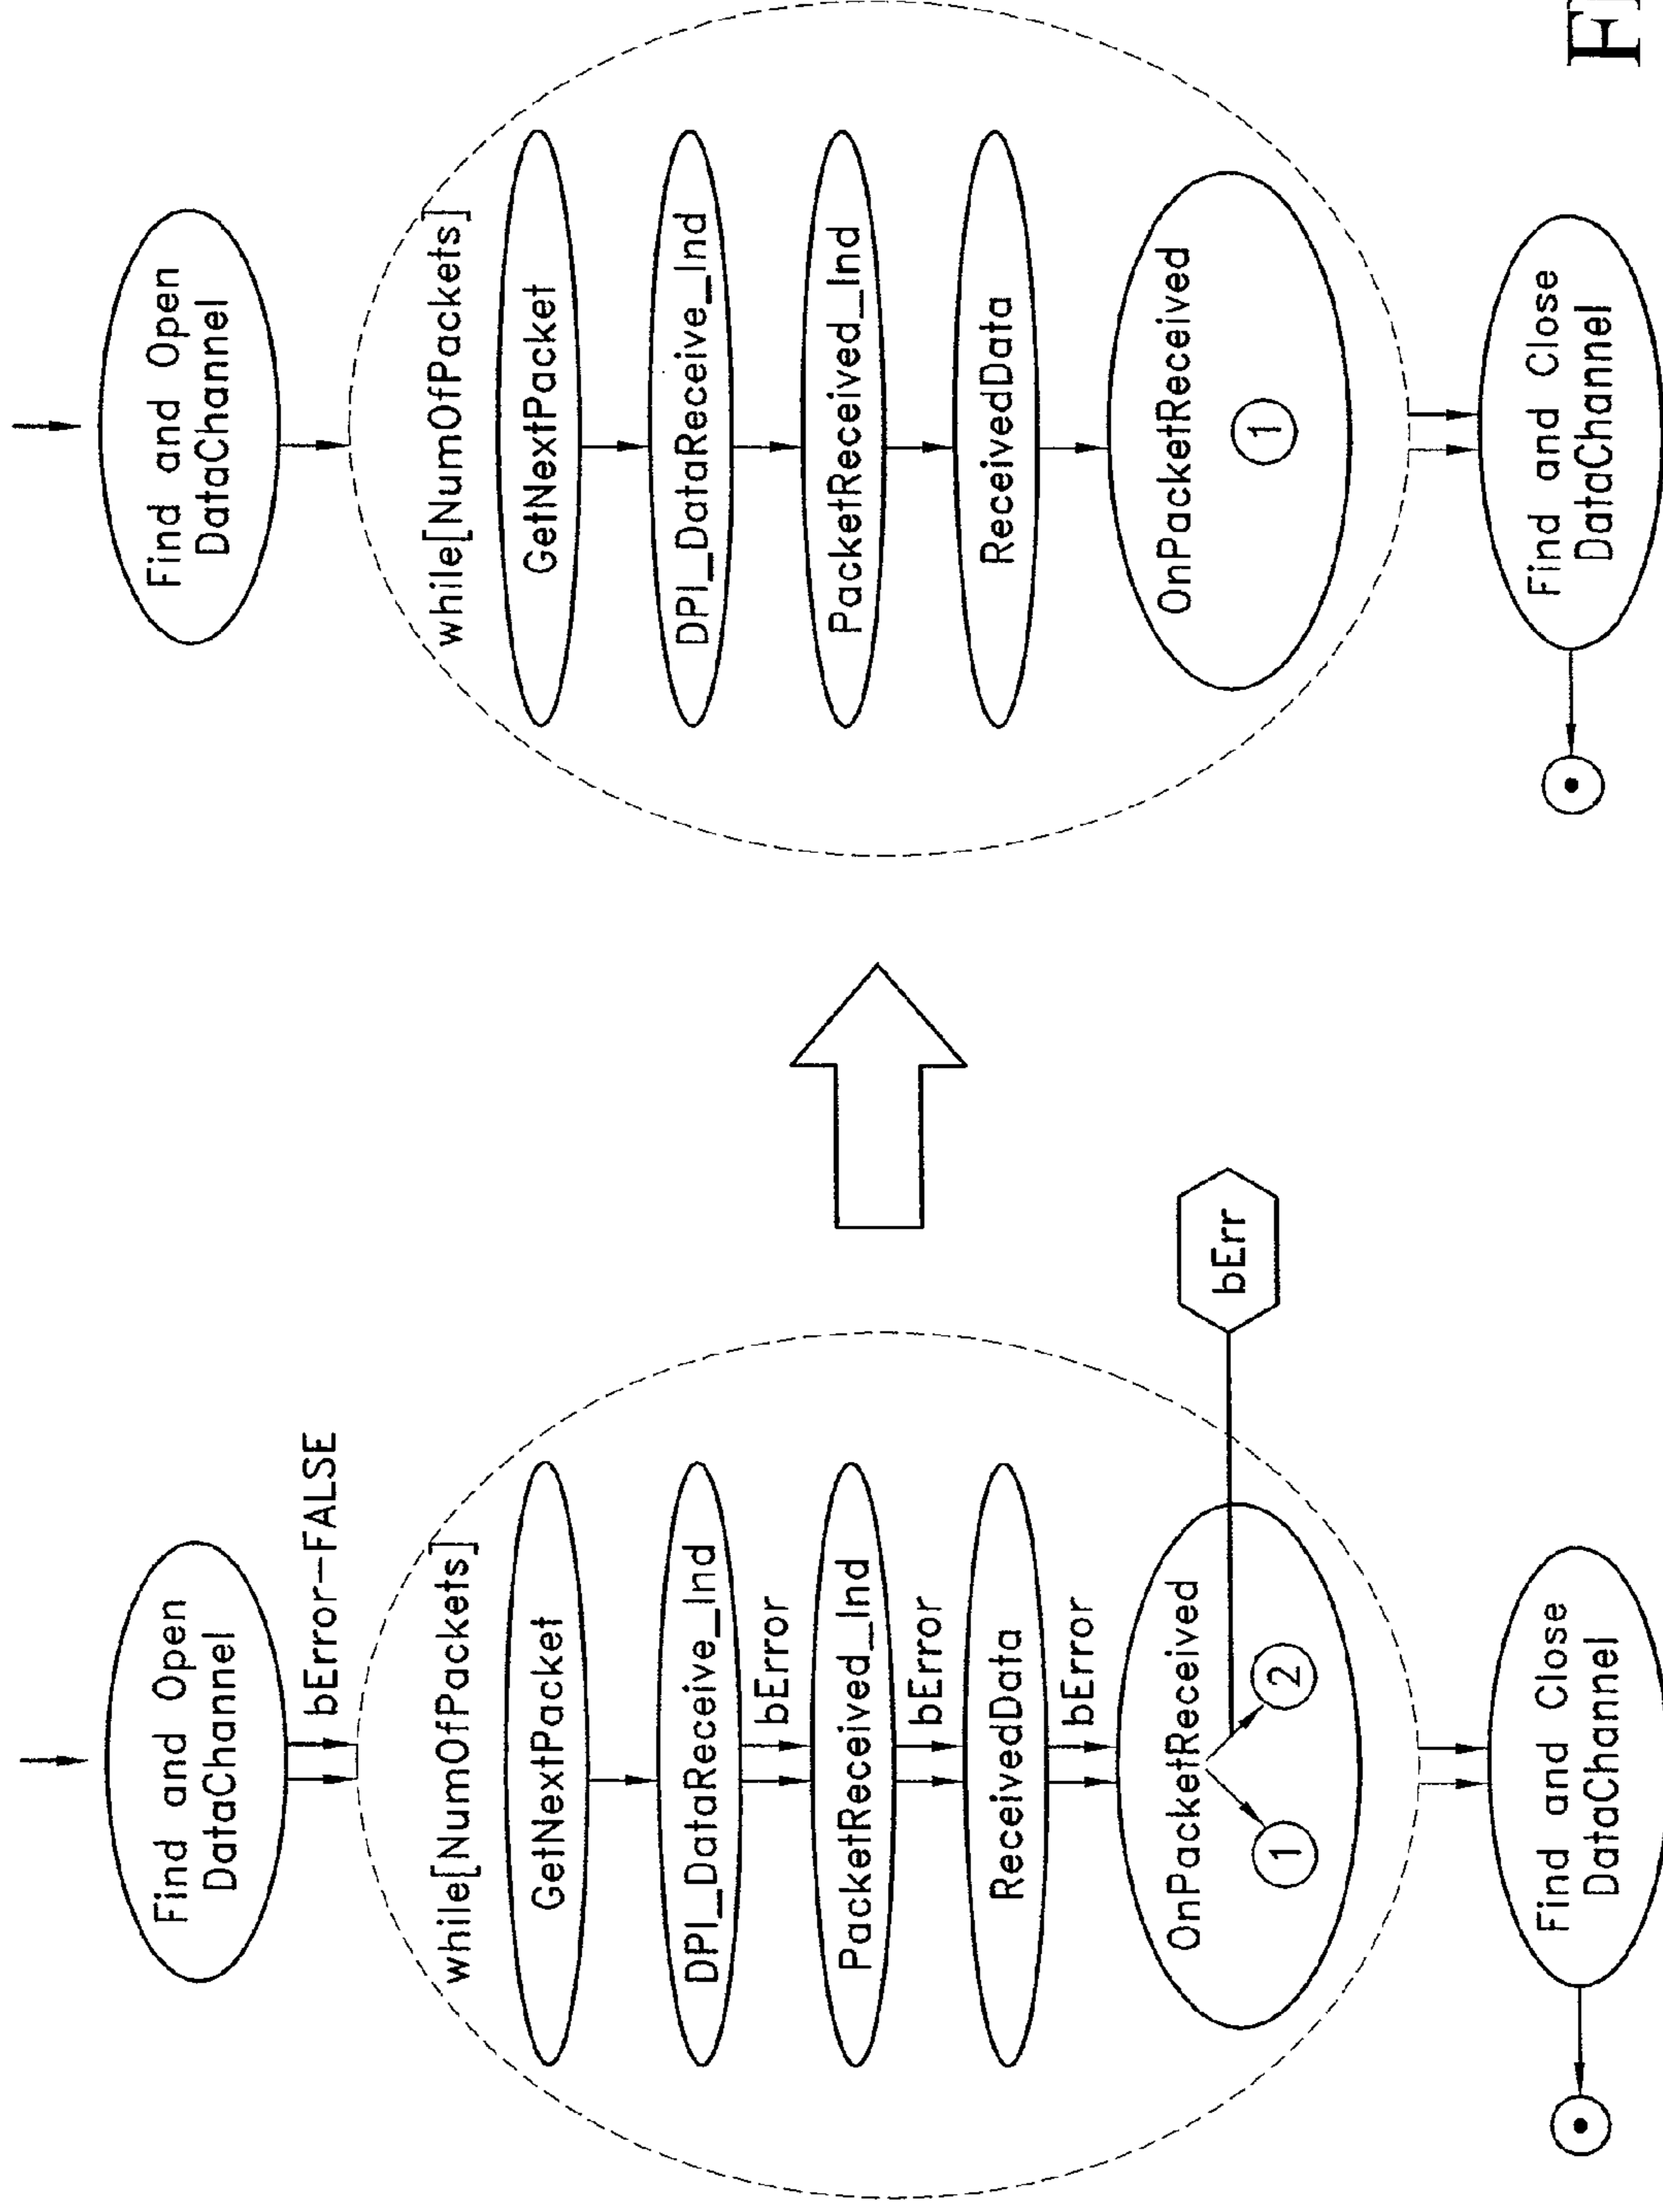 Find and Open
DataChannel
bError-FALSE
while[NumOfPackets]
GetNextPacket
DPI_DataReceive_Ind
bError
PacketReceived_Ind
bError
ReceivedData
bError
OnPacketReceived
1
2
bErr
Find and Close
DataChannel
Find and Open
DataChannel
while[NumOfPackets]
GetNextPacket
DPI_DataReceive_Ind
PacketReceived_Ind
ReceivedData
OnPacketReceived
1
Find and Close
DataChannel